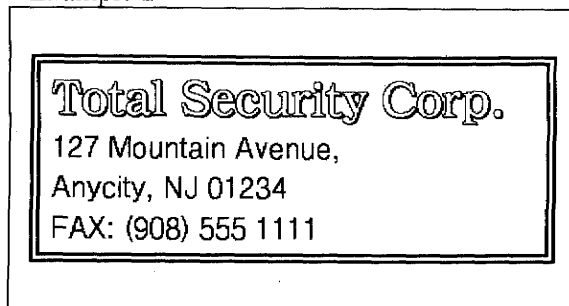 Total Security Corp.
127 Mountain Avenue,
Anycity, NJ 01234
FAX: (908) 555 1111